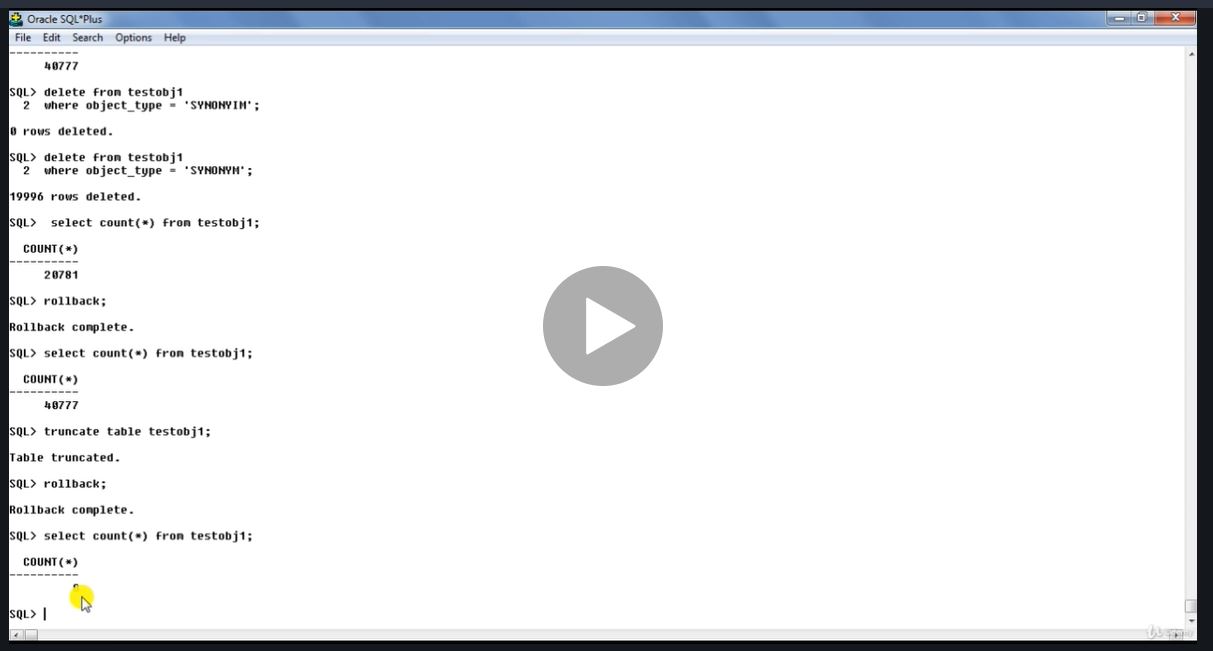 Oracle SQL*Plus
File Edit Search Options Help
----------
40777
SQL> delete from testobj1
2 where object_type = 'SYNONYIM';
0 rows deleted.
SQL> delete from testobj1
2 where object_type = 'SYNONYM';
19996 rows deleted.
SQL> select count(*) from testobj1;
COUNT(*)
----------
20781
SQL> rollback;
Rollback complete.
SQL> select count(*) from testobj1;
COUNT(*)
----------
40777
SQL> truncate table testobj1;
Table truncated.
SQL> rollback;
Rollback complete.
SQL> select count(*) from testobj1;
COUNT(*)
----------
SQL>